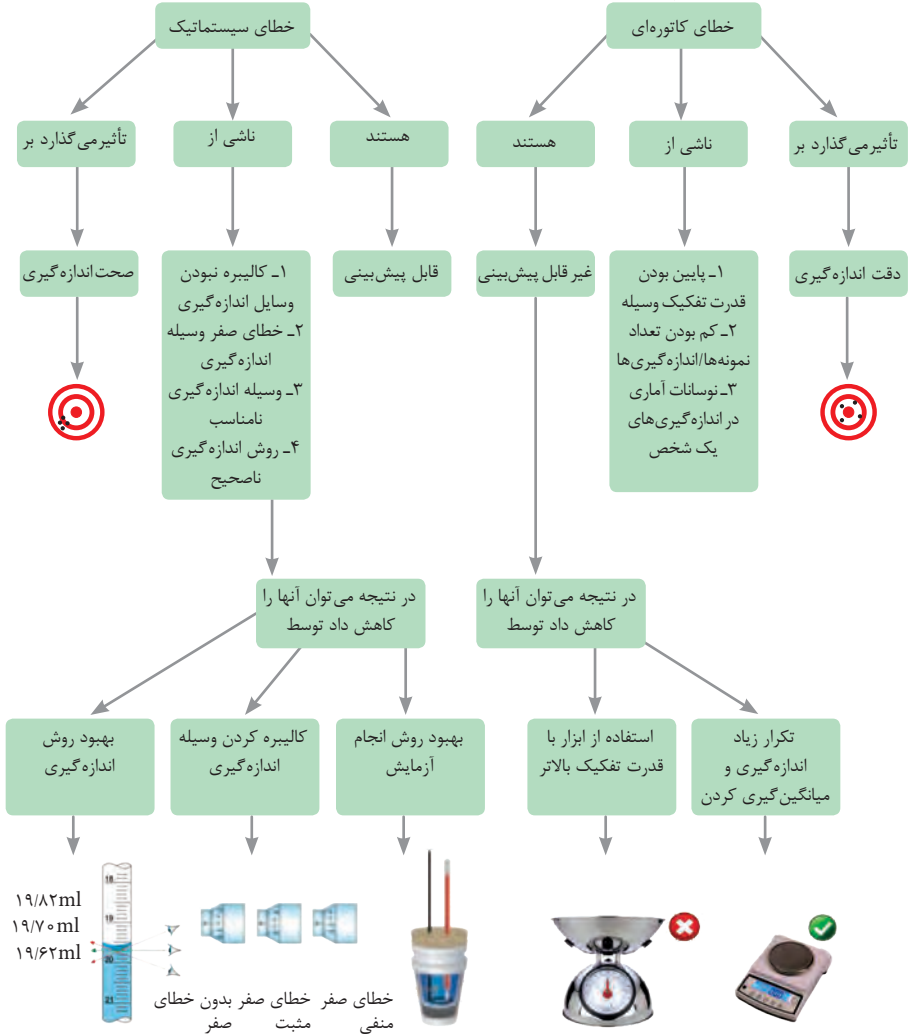 خطای کاتوره‌ای
تأثیرمی‌گذارد بر
ناشی از
هستند
دقت اندازه‌گیری
۱ـ پایین بودن
قدرت تفکیک وسیله
۲ـ کم بودن تعداد
نمونه‌ها/اندازه‌گیری‌ها
۳ـ نوسانات آماری
در اندازه‌گیری‌های
یک شخص
غیر قابل پیش‌بینی
در نتیجه می‌توان آنها را
کاهش داد توسط
تکرار زیاد
اندازه‌گیری و
میانگین‌گیری کردن
استفاده از ابزار با
قدرت تفکیک بالاتر
خطای سیستماتیک
هستند
ناشی از
تأثیرمی‌گذارد بر
قابل پیش‌بینی
۱ـ کالیبره نبودن
وسایل اندازه‌گیری
۲ـ خطای صفر وسیله
اندازه‌گیری
۳ـ وسیله اندازه‌گیری
نامناسب
۴ـ روش اندازه‌گیری
ناصحیح
صحت‌اندازه‌گیری
در نتیجه می‌توان آنها را
کاهش داد توسط
بهبود روش انجام
آزمایش
کالیبره کردن وسیله
اندازه‌گیری
بهبود روش
اندازه‌گیری
خطای صفر
منفی
خطای صفر
مثبت
بدون خطای
صفر
18
19
20
21
۱۹/۸۲ml
۱۹/۷۰ml
۱۹/۶۲ml